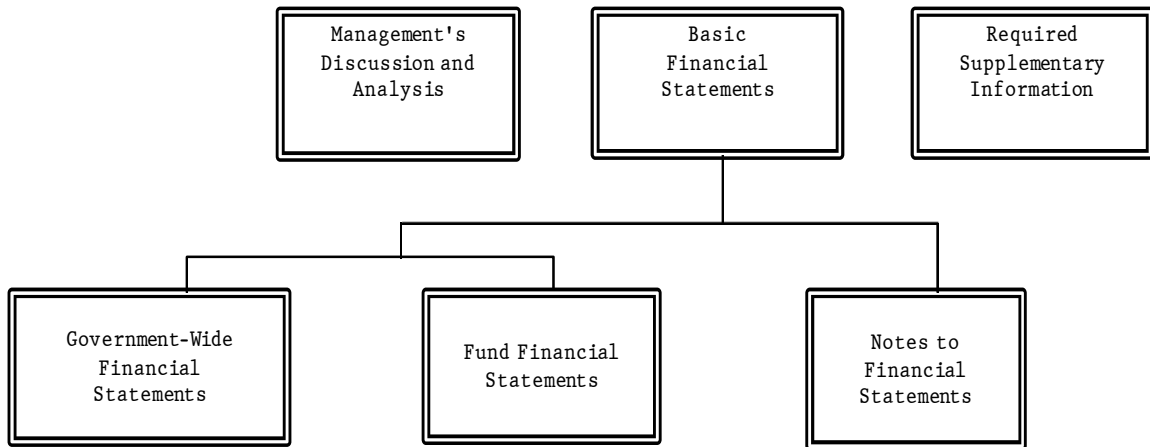 Management's
Discussion and
Analysis
Basic
Financial
Statements
Required
Supplementary
Information
Government-Wide
Financial
Statements
Fund Financial
Statements
Notes to
Financial
Statements